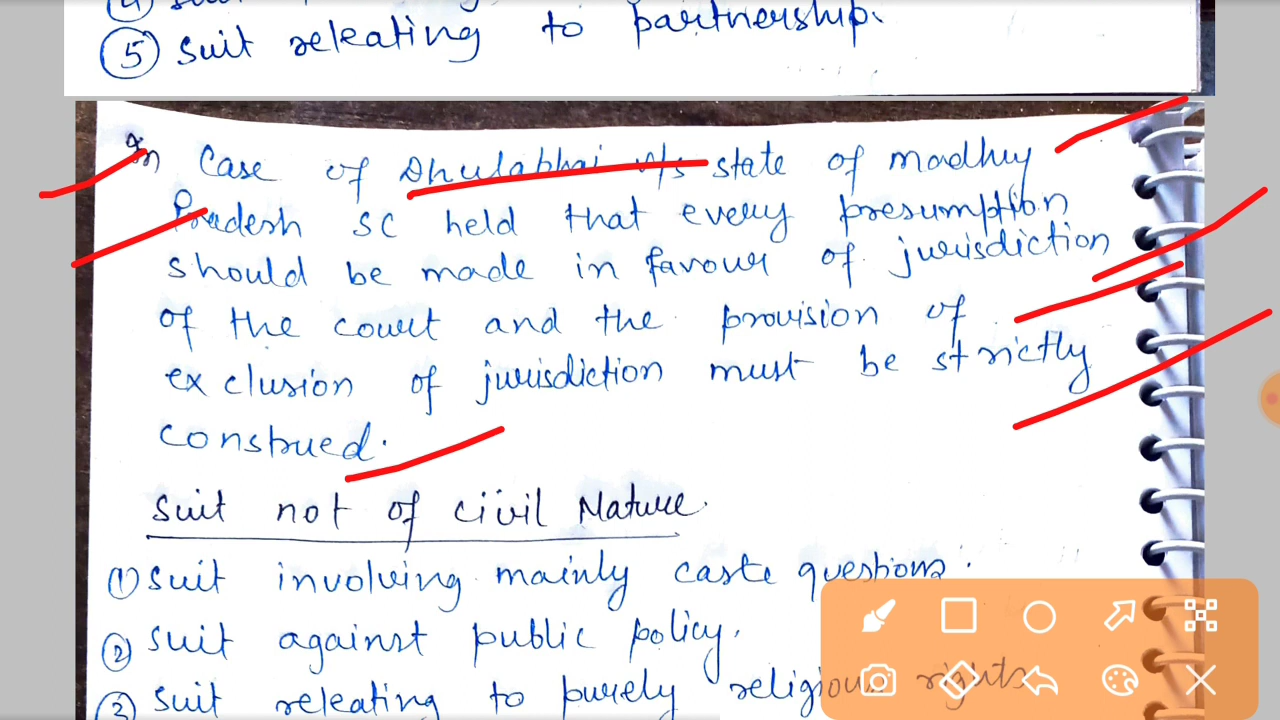 ⑤ suit releating to partnership.
In Case of Dhulabhai v/s state of madhuy
Pradesh SC held that every presumption
should be made in favour of jurisdiction
of the court and the provision of
exclusion of jurisdiction must be strictly
consrued.
suit not of civil Nature.
① suit involving mainly caste questions.
② suit against public policy.
③ suit releating to purely religious rights